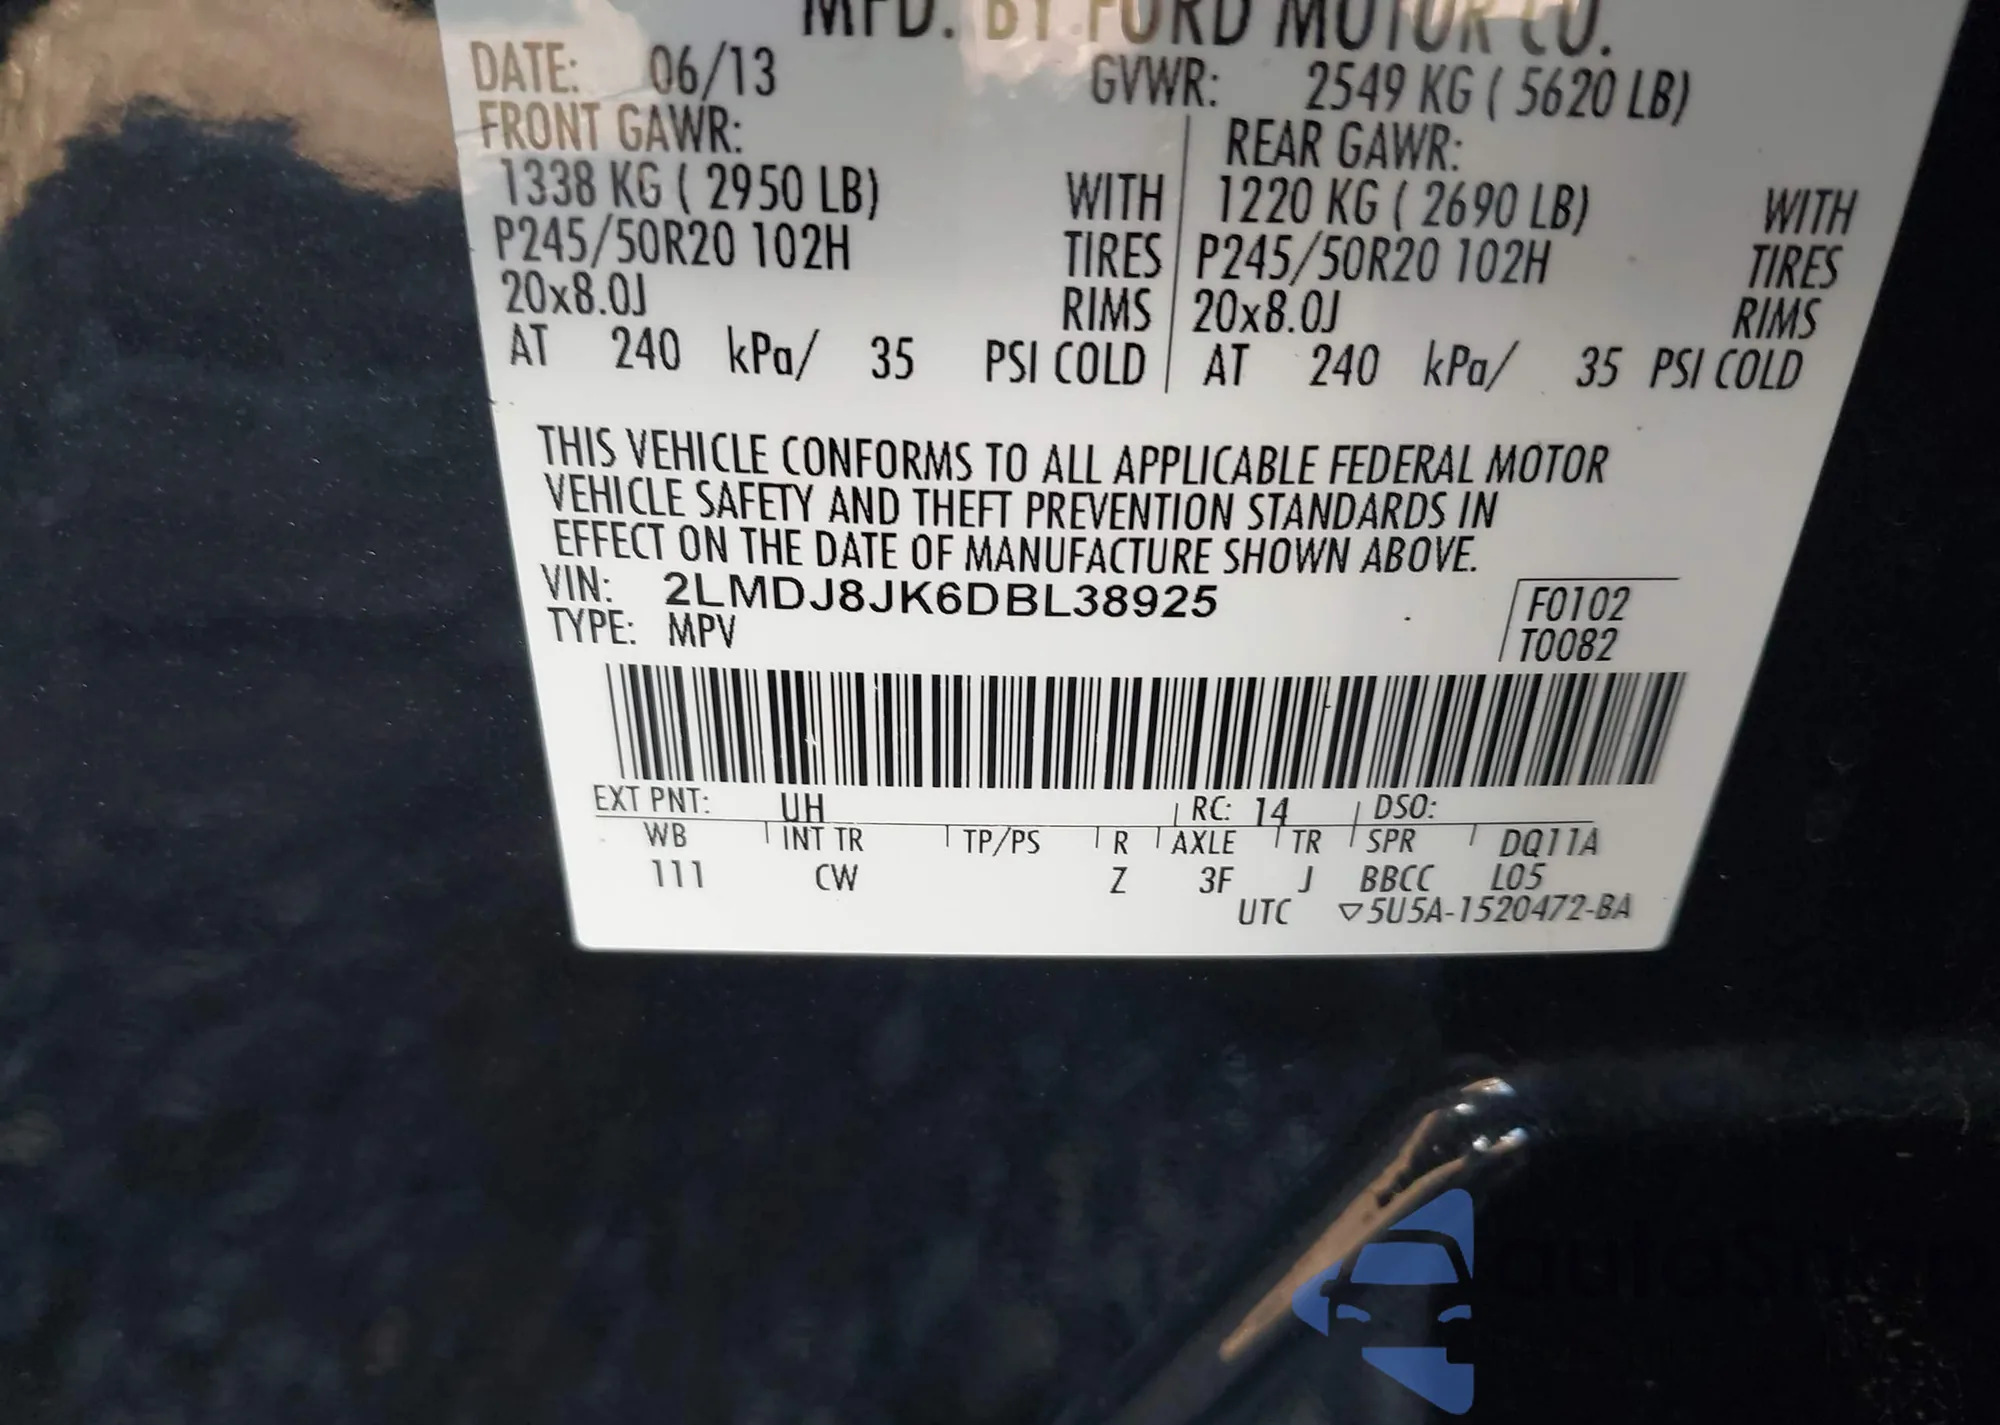 MFD. BY FORD MOTOR CO.
DATE: 06/13 GVWR: 2549 KG ( 5620 LB)
FRONT GAWR: REAR GAWR:
1338 KG ( 2950 LB) WITH 1220 KG ( 2690 LB) WITH
P245/50R20 102H TIRES P245/50R20 102H TIRES
20x8.0J RIMS 20x8.0J RIMS
AT 240 kPa/ 35 PSI COLD AT 240 kPa/ 35 PSI COLD
THIS VEHICLE CONFORMS TO ALL APPLICABLE FEDERAL MOTOR
VEHICLE SAFETY AND THEFT PREVENTION STANDARDS IN
EFFECT ON THE DATE OF MANUFACTURE SHOWN ABOVE.
VIN: 2LMDJ8JK6DBL38925 F0102
TYPE: MPV T0082
EXT PNT: UH RC: 14 DSO:
WB INT TR TP/PS R AXLE TR SPR DQ11A
111 CW Z 3F J BBCC L05
UTC ▽5U5A-1520472-BA